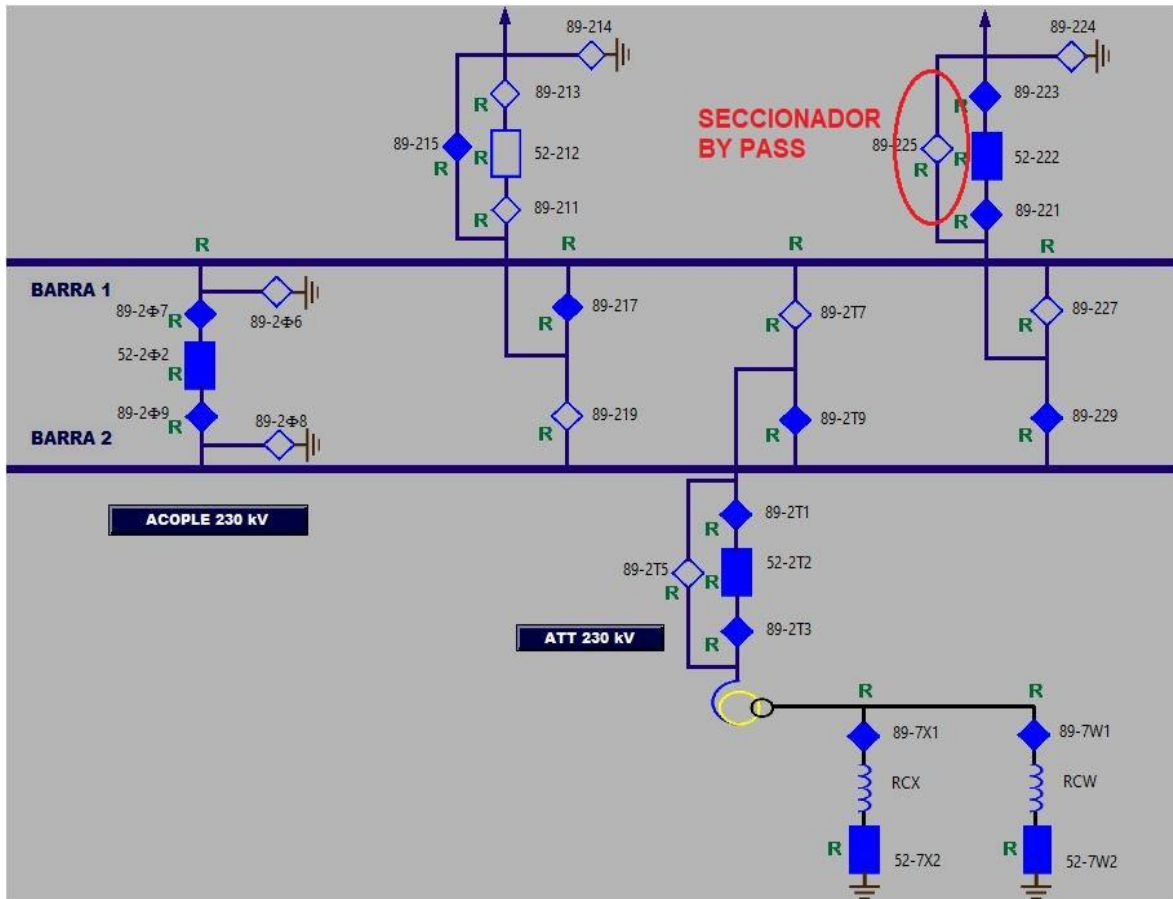 89-214
89-224
89-213
R
89-223
R
SECCIONADOR
BY PASS
89-215
R
R
52-212
89-225
R
R
52-222
89-211
R
89-221
R
R
R
R
R
BARRA 1
89-2Φ7
R
89-2Φ6
89-217
R
89-2T7
R
89-227
R
52-2Φ2
R
89-2Φ9
R
89-2Φ8
89-219
R
89-2T9
R
89-229
R
BARRA 2
ACOPLE 230 kV
89-2T1
R
89-2T5
R
R
52-2T2
ATT 230 kV
89-2T3
R
R
R
89-7X1
89-7W1
RCX
RCW
R
52-7X2
R
52-7W2